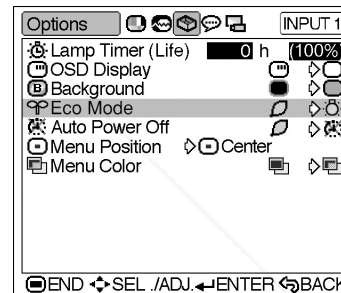 Options INPUT 1
Lamp Timer (Life) 0 h (100%)
OSD Display
B Background
Eco Mode
Auto Power Off
Menu Position Center
Menu Color
END SEL./ADJ. ENTER BACK